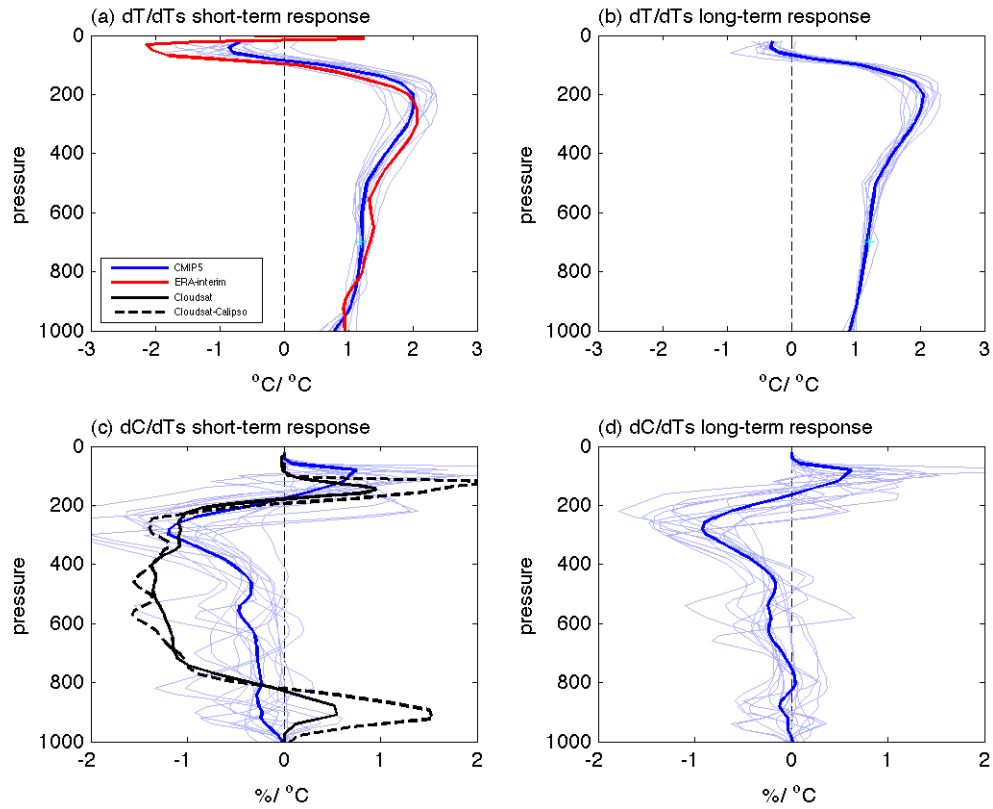 (a) dT/dTs short-term response
(b) dT/dTs long-term response
0
200
400
600
800
1000
pressure
CMIP5
ERA-interim
Cloudsat
Cloudsat-Calipso
-3 -2 -1 0 1 2 3
°C/ °C
0
200
400
600
800
1000
pressure
-3 -2 -1 0 1 2 3
°C/ °C
(c) dC/dTs short-term response
(d) dC/dTs long-term response
0
200
400
600
800
1000
pressure
-2 -1 0 1 2
%/ °C
0
200
400
600
800
1000
pressure
-2 -1 0 1 2
%/ °C